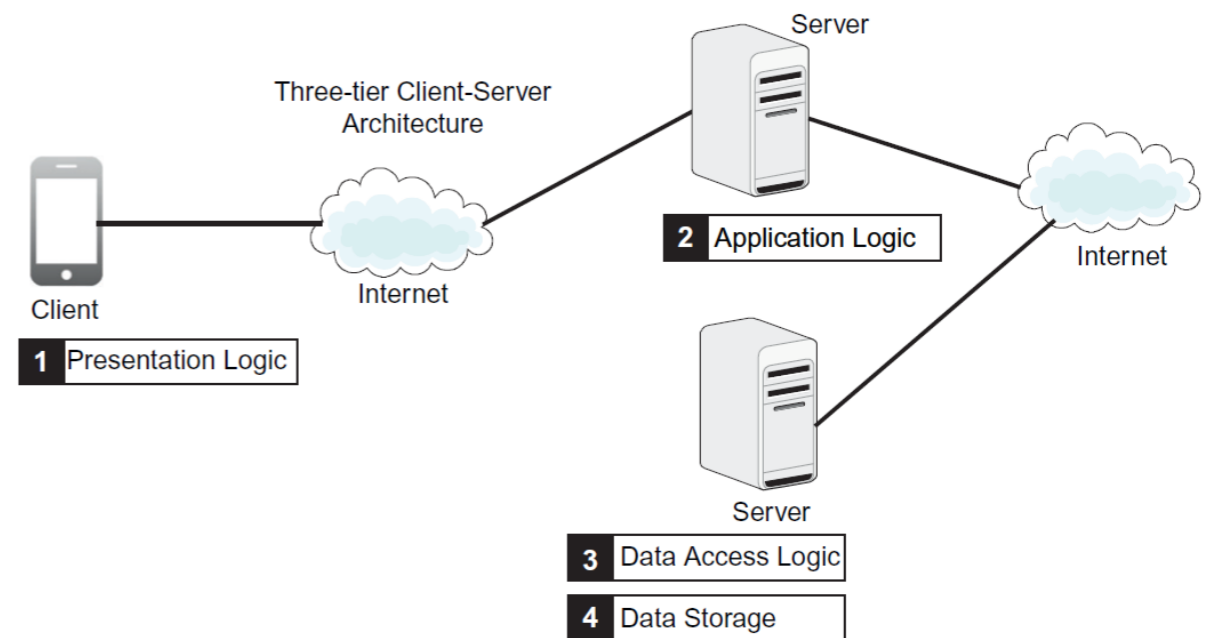 Server
Three-tier Client-Server
Architecture
2 Application Logic
Internet
Internet
Client
1 Presentation Logic
Server
3 Data Access Logic
4 Data Storage